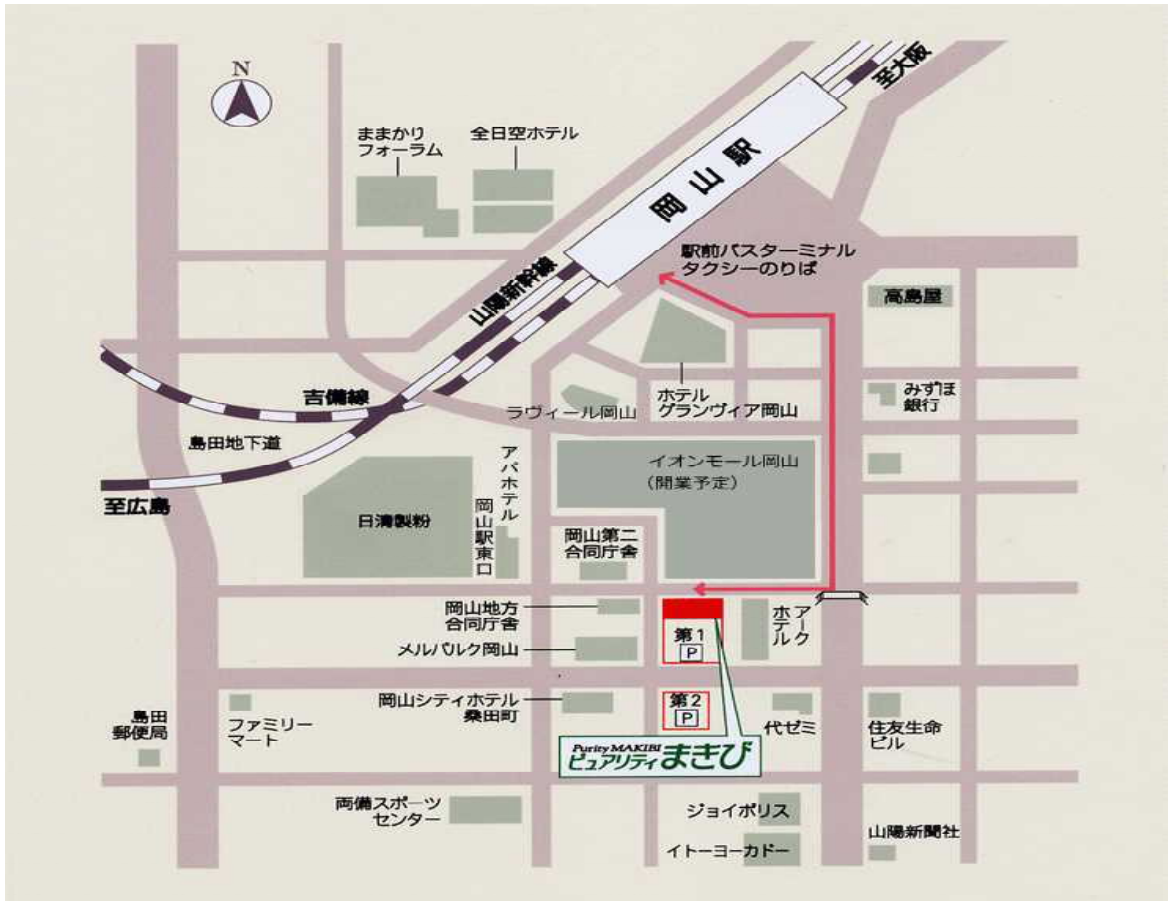 N
至大阪
ままかり
フォーラム
全日空ホテル
岡山駅
駅前バスターミナル
タクシーのりば
山陽新幹線
高島屋
吉備線
ホテル
グランヴィア岡山
みずほ
銀行
ラヴィール岡山
島田地下道
アパホテル
岡山駅東口
イオンモール岡山
(開業予定)
至広島
日清製粉
岡山第二
合同庁舎
岡山地方
合同庁舎
アーク
ホテル
第1
P
メルパルク岡山
岡山シティホテル
桑田町
第2
P
島田
郵便局
ファミリー
マート
代ゼミ
住友生命
ビル
Purity MAKIBI
ピュアリティまきび
両備スポーツ
センター
ジョイポリス
イトーヨーカドー
山陽新聞社